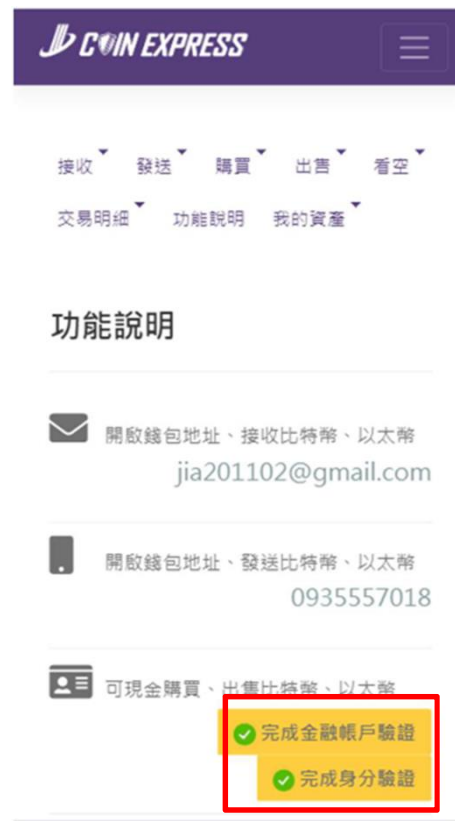 COIN EXPRESS
接收 發送 購買 出售 看空
交易明細 功能說明 我的資產
功能說明
開啟錢包地址、接收比特幣、以太幣
jia201102@gmail.com
開啟錢包地址、發送比特幣、以太幣
0935557018
可現金購買、出售比特幣、以太幣
完成金融帳戶驗證
完成身分驗證